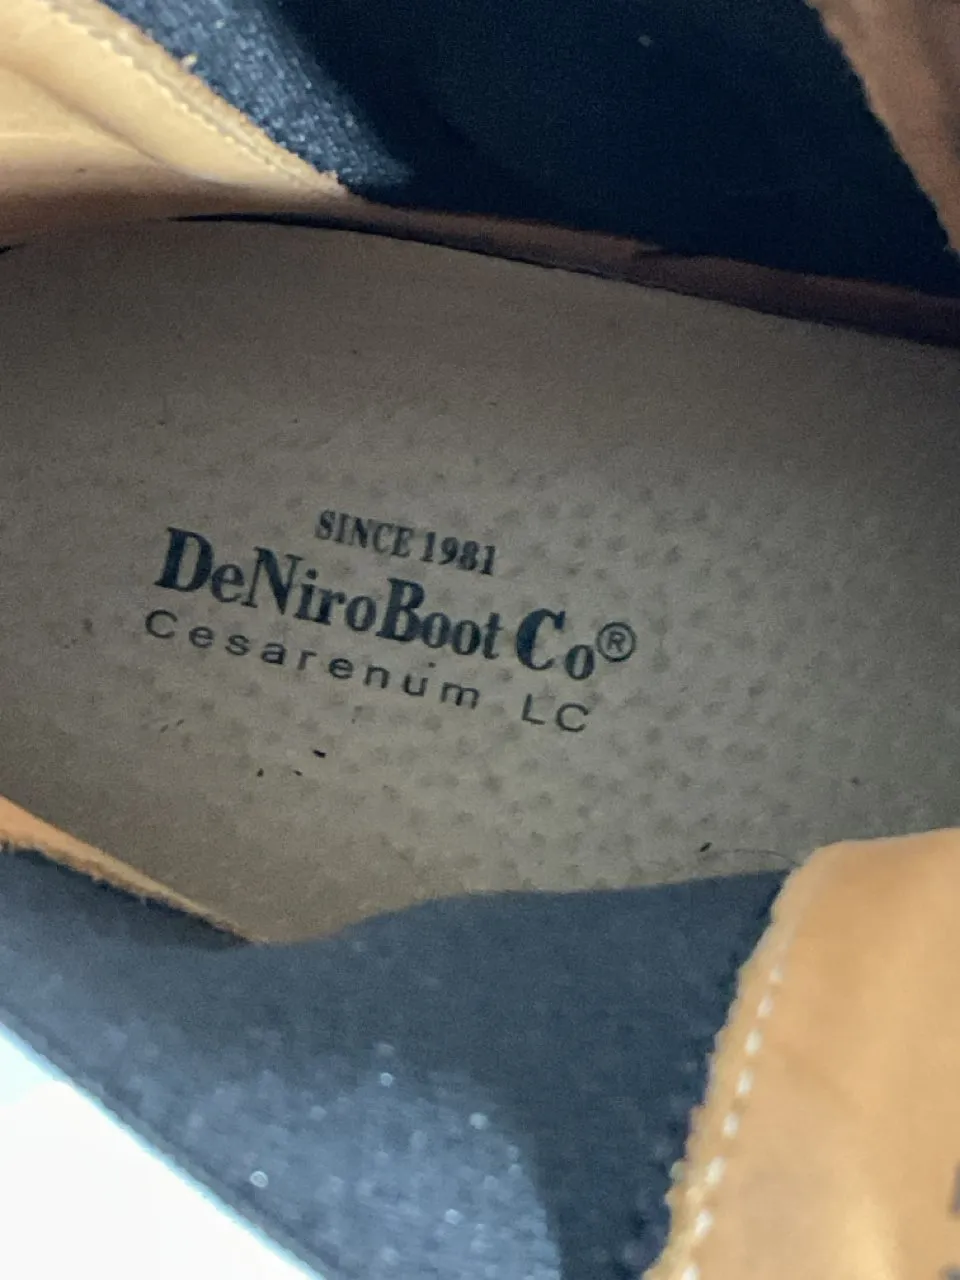 SINCE 1981
DeNiroBoot Co®
Cesarenum LC